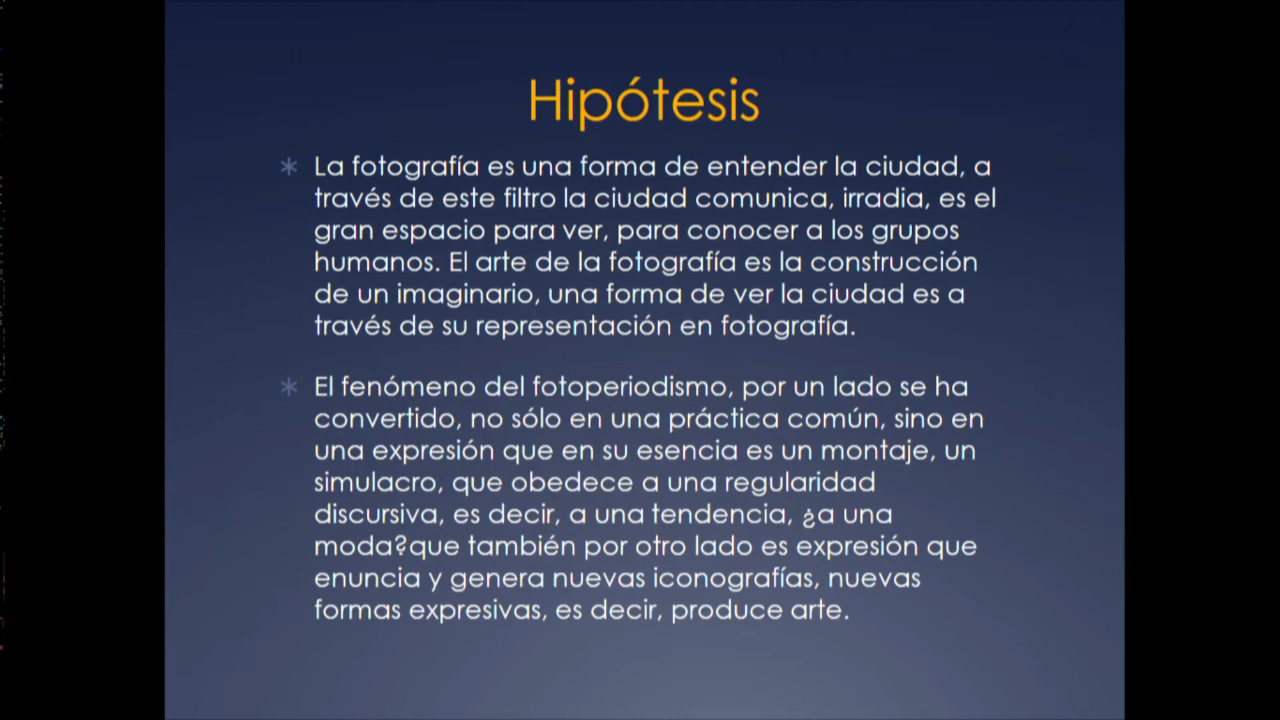 Hipótesis
La fotografía es una forma de entender la ciudad, a
través de este filtro la ciudad comunica, irradia, es el
gran espacio para ver, para conocer a los grupos
humanos. El arte de la fotografía es la construcción
de un imaginario, una forma de ver la ciudad es a
través de su representación en fotografía.
El fenómeno del fotoperiodismo, por un lado se ha
convertido, no sólo en una práctica común, sino en
una expresión que en su esencia es un montaje, un
simulacro, que obedece a una regularidad
discursiva, es decir, a una tendencia, ¿a una
moda?que también por otro lado es expresión que
enuncia y genera nuevas iconografías, nuevas
formas expresivas, es decir, produce arte.